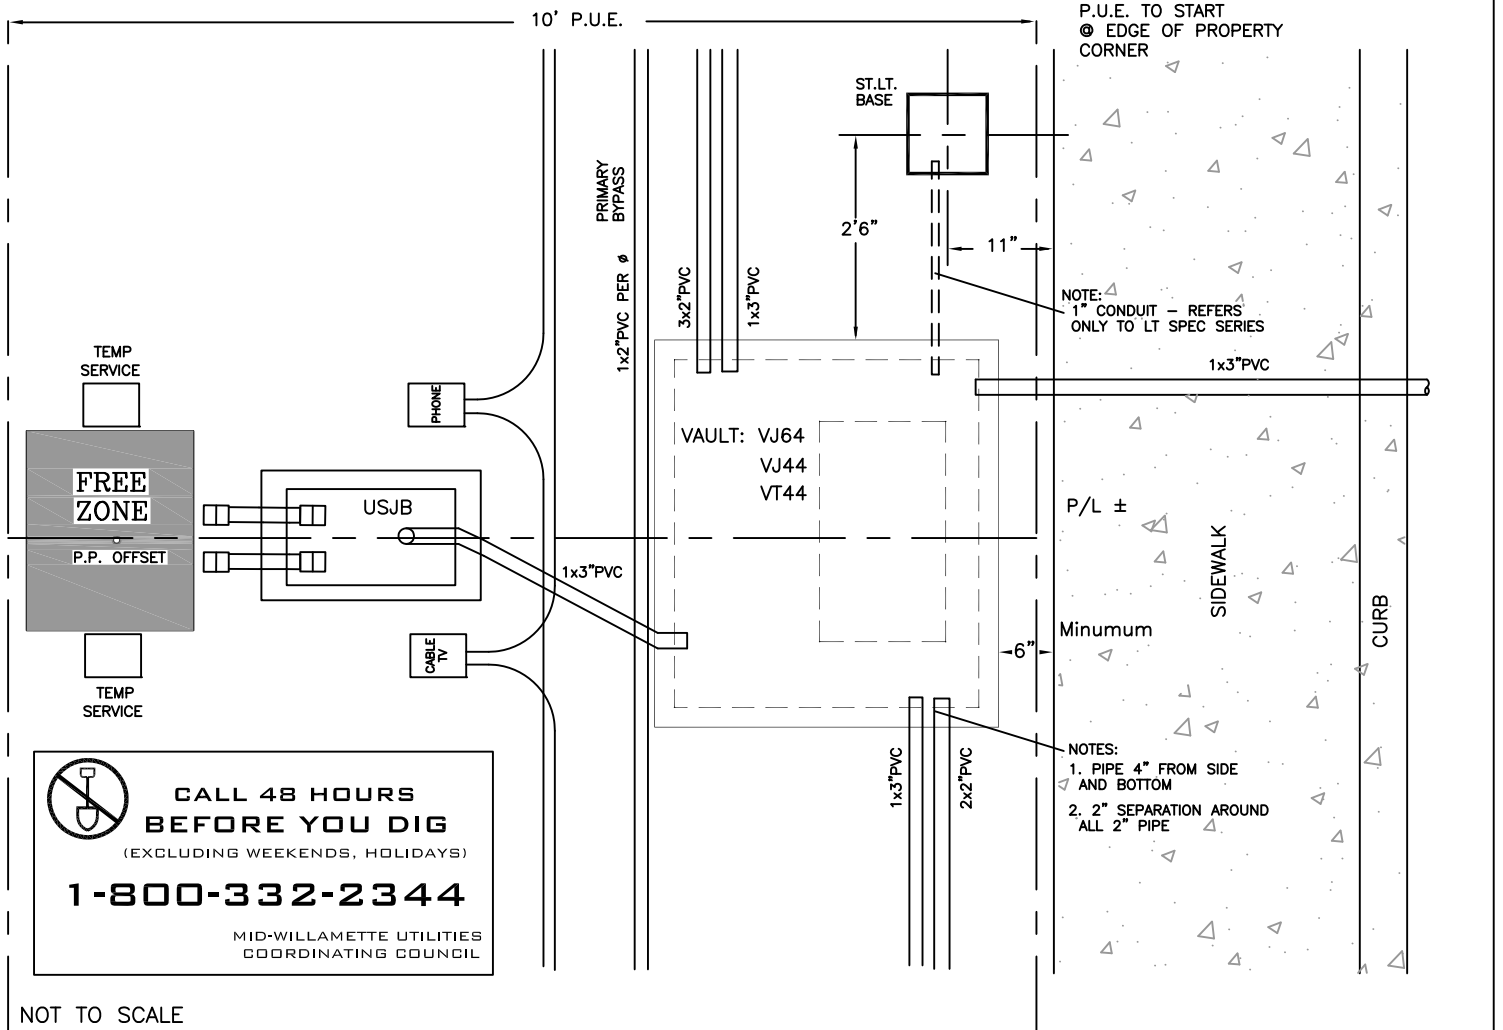 10' P.U.E.
P.U.E. TO START
@ EDGE OF PROPERTY
CORNER
ST.LT.
BASE
PRIMARY
BYPASS
1x2"PVC PER ø
3x2"PVC
1x3"PVC
2'6"
11"
NOTE:
1" CONDUIT – REFERS
ONLY TO LT SPEC SERIES
1x3"PVC
TEMP
SERVICE
PHONE
FREE
ZONE
P.P. OFFSET
USJB
VAULT: VJ64
VJ44
VT44
P/L ±
SIDEWALK
CURB
1x3"PVC
Minumum
6"
CABLE
TV
TEMP
SERVICE
1x3"PVC
2x2"PVC
NOTES:
1. PIPE 4" FROM SIDE
AND BOTTOM
2. 2" SEPARATION AROUND
ALL 2" PIPE
CALL 48 HOURS
BEFORE YOU DIG
(EXCLUDING WEEKENDS, HOLIDAYS)
1-800-332-2344
MID-WILLAMETTE UTILITIES
COORDINATING COUNCIL
NOT TO SCALE